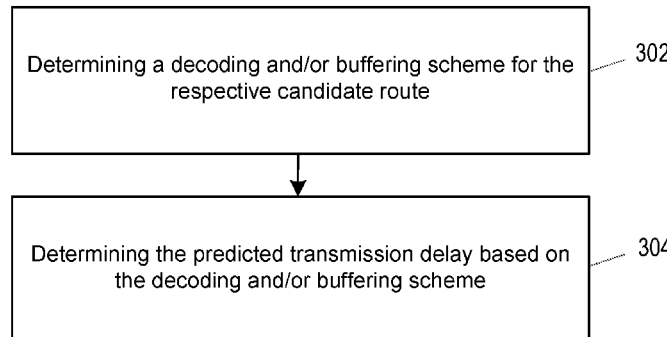 Determining a decoding and/or buffering scheme for the
respective candidate route
302
Determining the predicted transmission delay based on
the decoding and/or buffering scheme
304